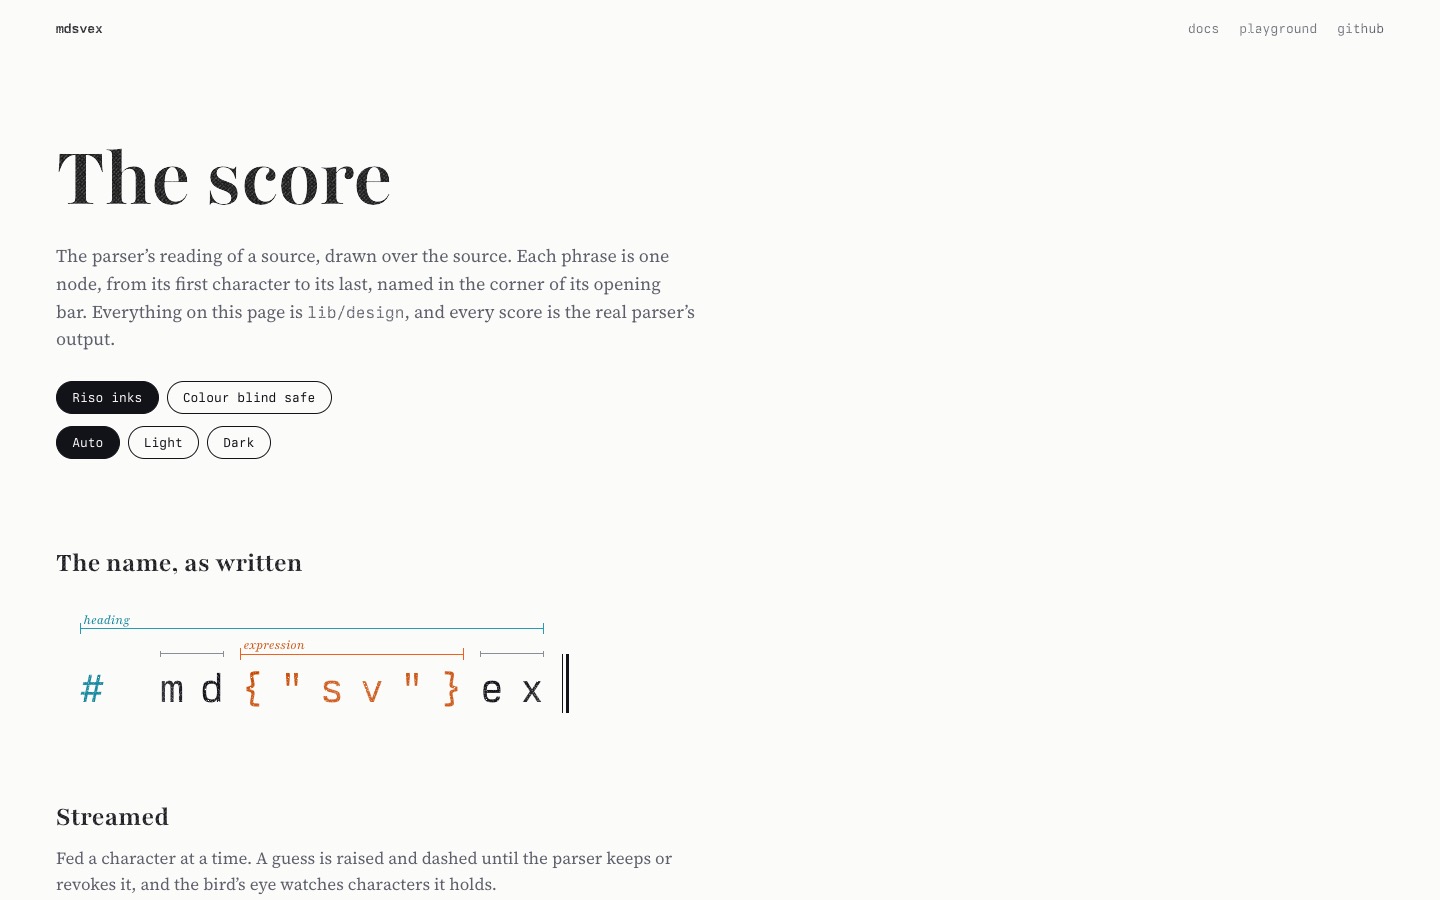 mdsvex
docs playground github
The score
The parser’s reading of a source, drawn over the source. Each phrase is one
node, from its first character to its last, named in the corner of its opening
bar. Everything on this page is lib/design, and every score is the real parser’s
output.
Riso inks Colour blind safe
Auto Light Dark
The name, as written
heading
expression
# md{"sv"}ex
Streamed
Fed a character at a time. A guess is raised and dashed until the parser keeps or
revokes it, and the bird’s eye watches characters it holds.